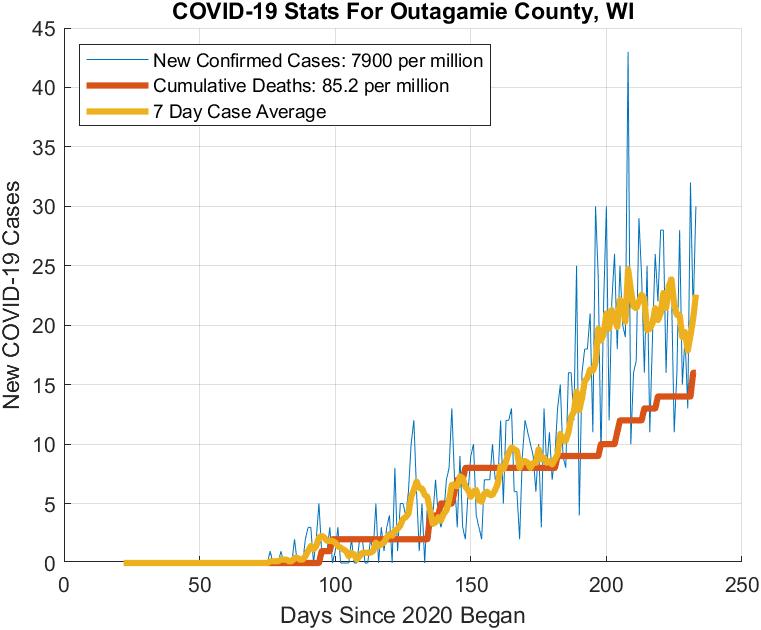 COVID-19 Stats For Outagamie County, WI
New Confirmed Cases: 7900 per million
Cumulative Deaths: 85.2 per million
7 Day Case Average
New COVID-19 Cases
45
40
35
30
25
20
15
10
5
0
0 50 100 150 200 250
Days Since 2020 Began